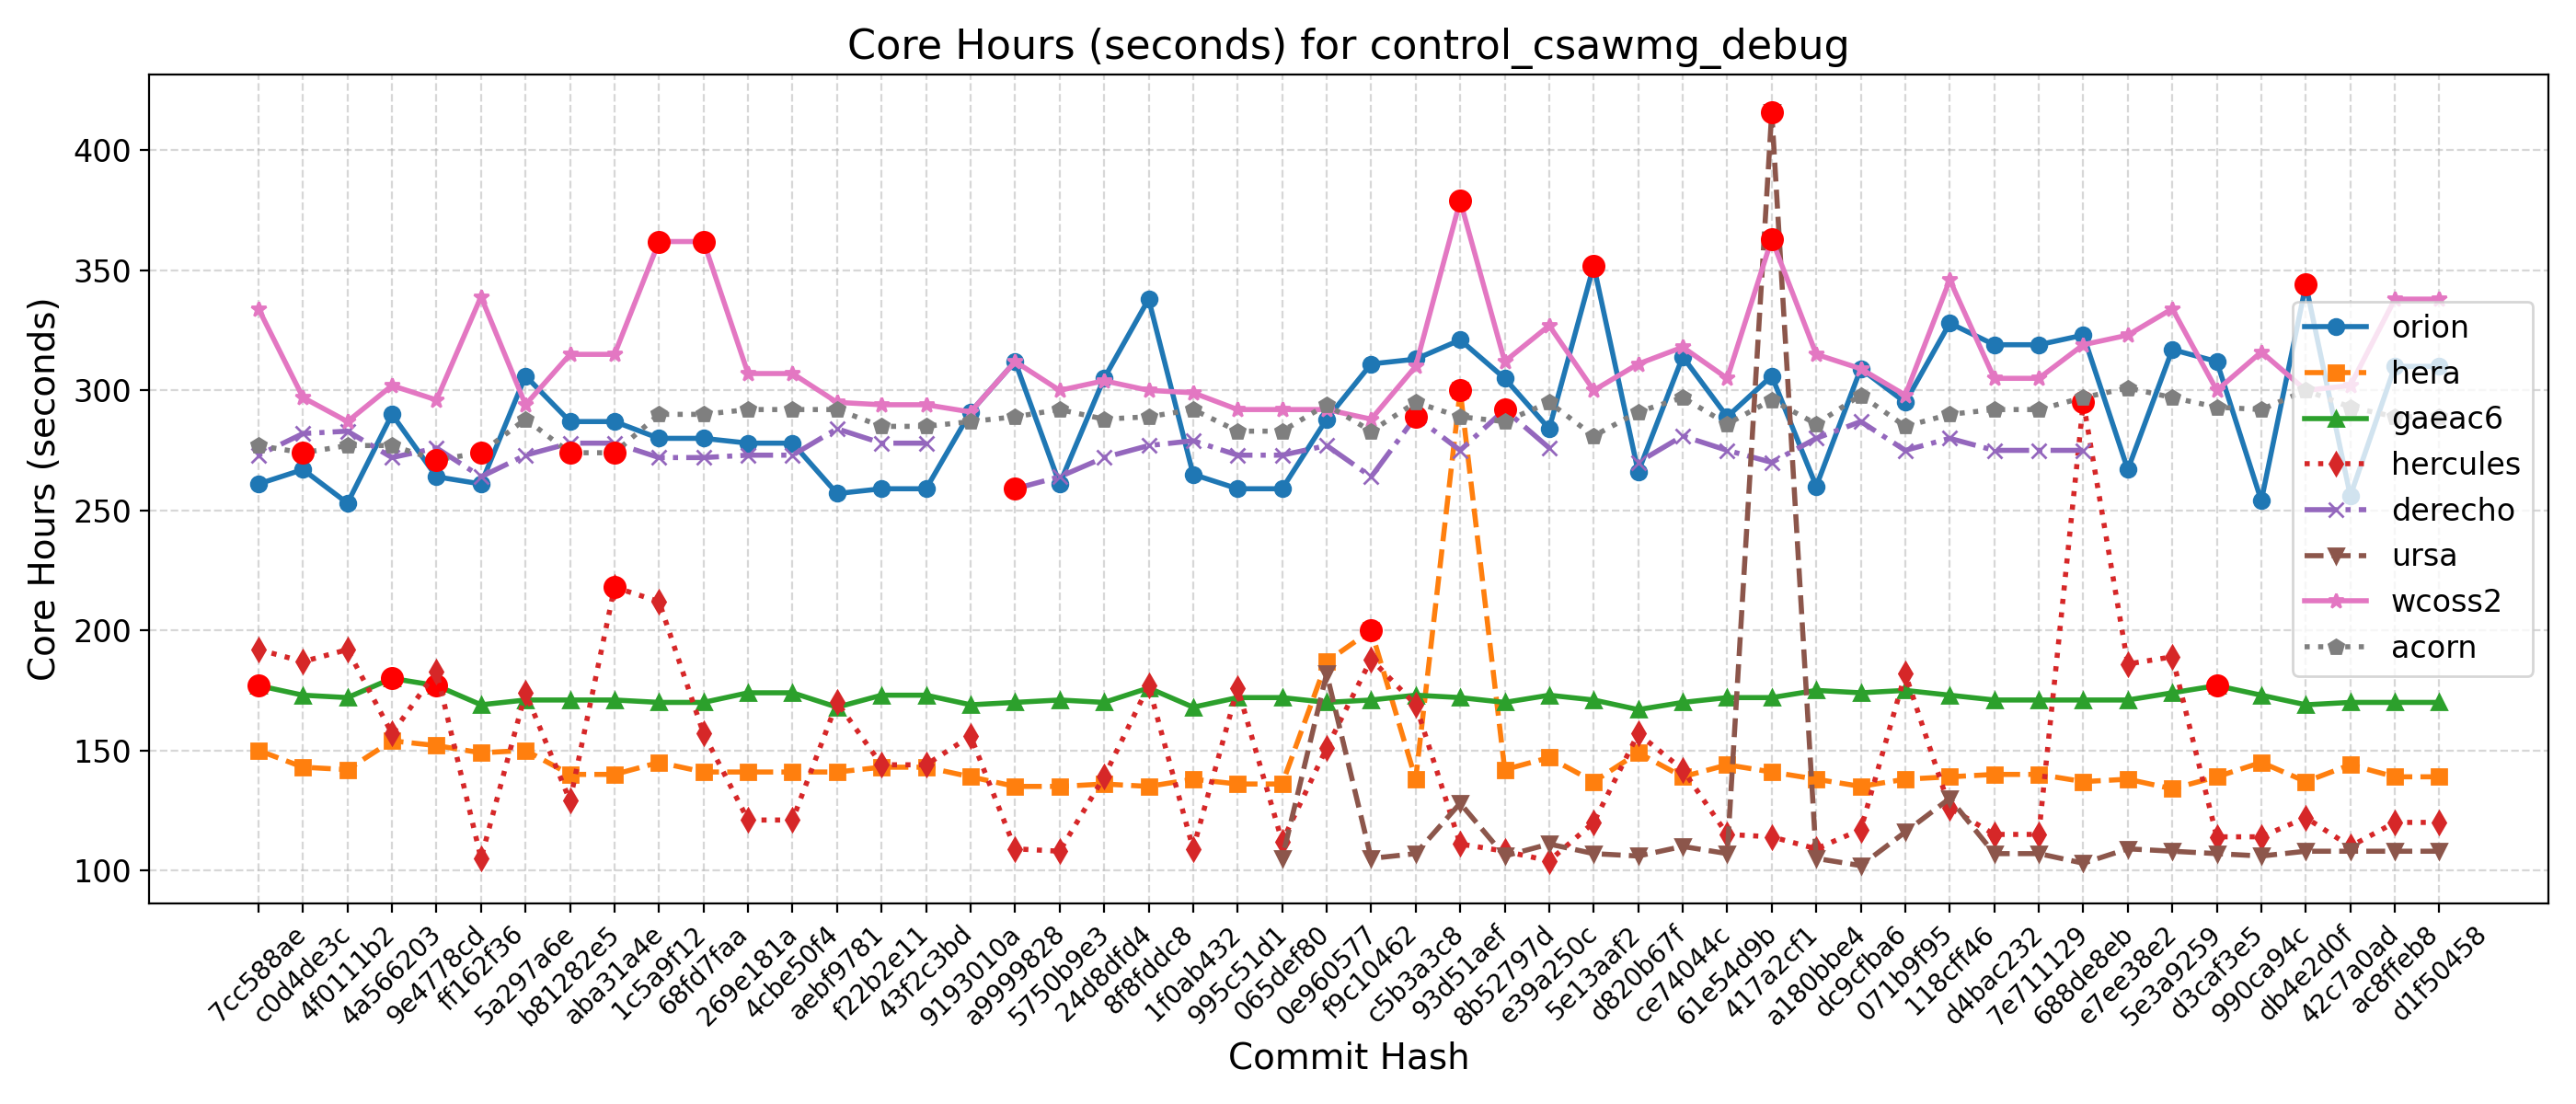 Core Hours (seconds) for control_csawmg_debug
Core Hours (seconds)
400
350
300
250
200
150
100
orion
hera
gaeac6
hercules
derecho
ursa
wcoss2
acorn
7cc588ae
c0d4de3c
4f0111b2
4a566203
9e4778cd
ff162f36
5a297a6e
b81282e5
aba31a4e
1c5a9f12
68fd7faa
269e181a
4cbe50f4
aebf9781
f22b2e11
43f2c3bd
9193010a
a9999828
5750b9e3
24d8dfd4
8f8fddc8
1f0ab432
995c51d1
065def80
0e960577
f9c10462
c5b3a3c8
93d51aef
8b52797d
e39a250c
5e13aaf2
d820b67f
ce74044c
61e54d9b
417a2cf1
a180bbe4
dc9cfba6
071b9f95
118cff46
d4bac232
7e711129
688de8eb
e7ee38e2
5e3a9259
d3caf3e5
990ca94c
db4e2d0f
42c7a0ad
ac8ffeb8
d1f50458
Commit Hash